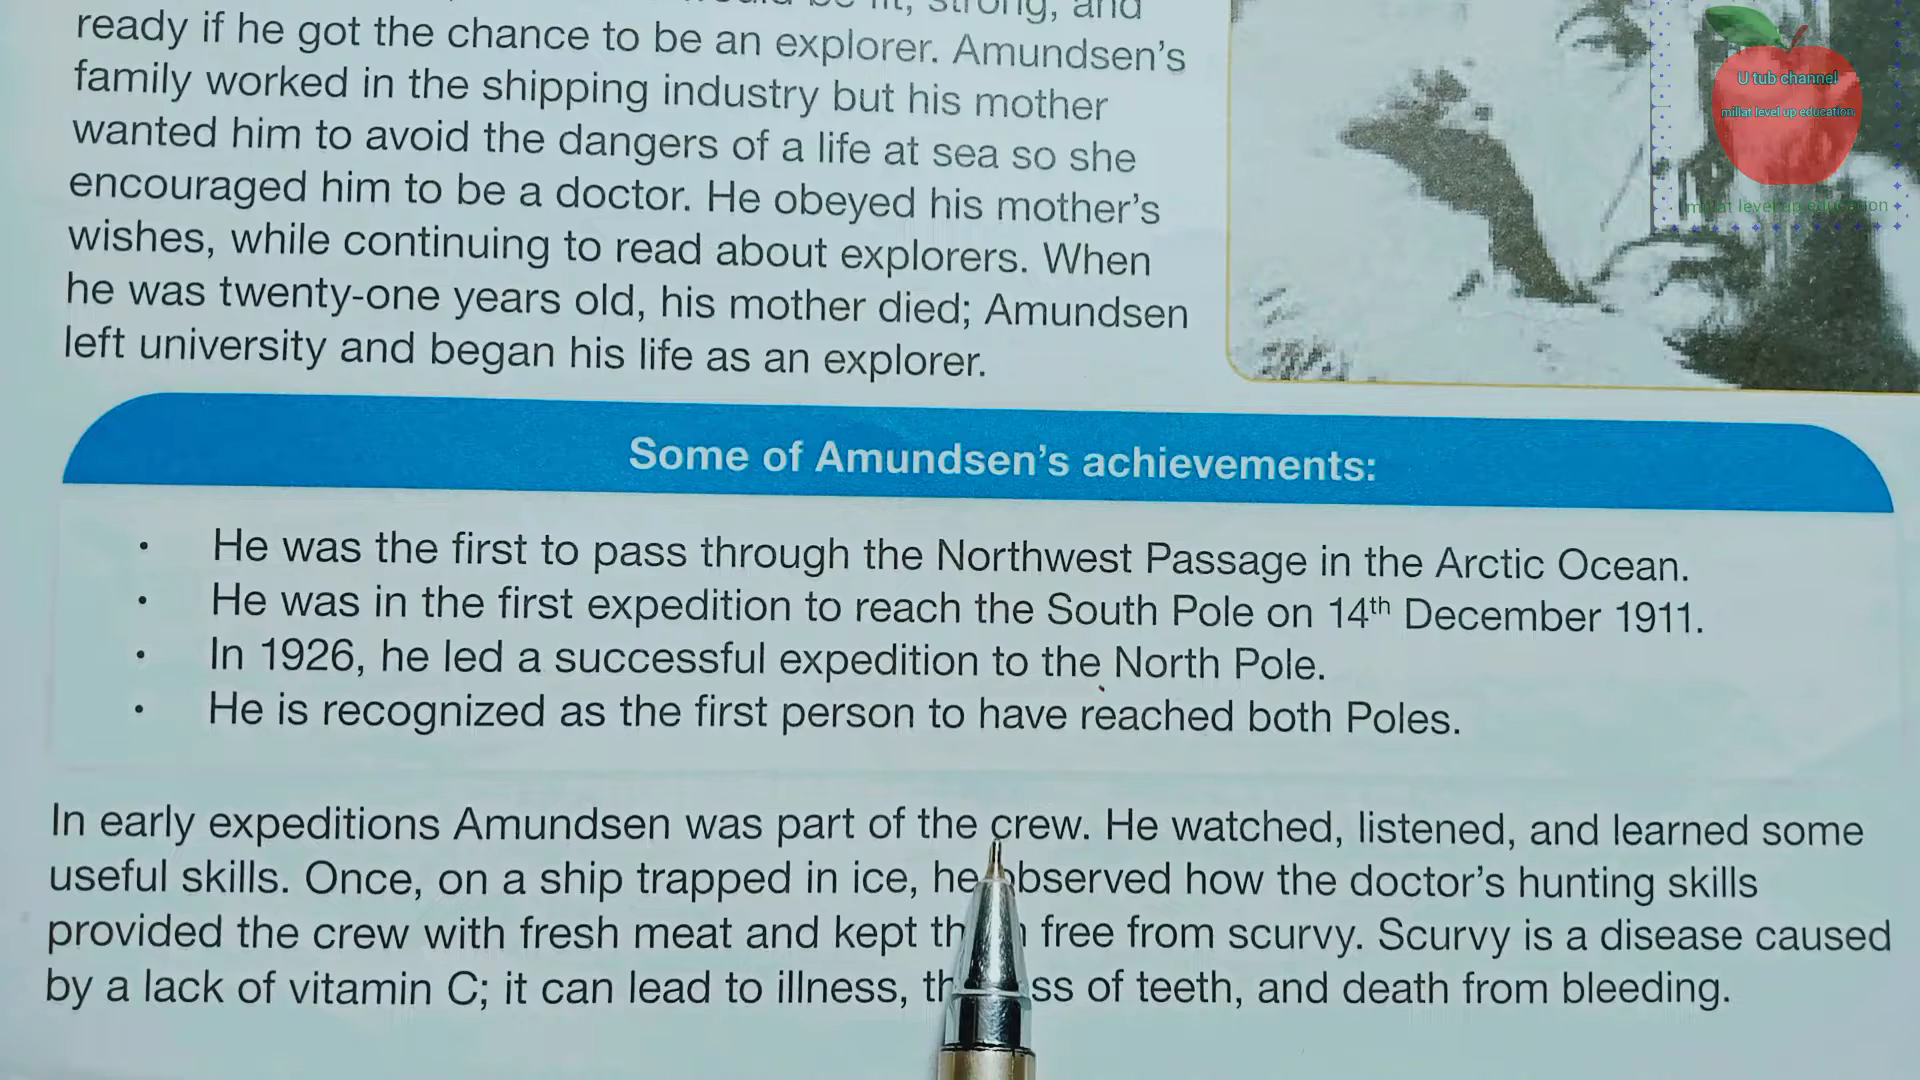 strong, and
ready if he got the chance to be an explorer. Amundsen's
family worked in the shipping industry but his mother
wanted him to avoid the dangers of a life at sea so she
encouraged him to be a doctor. He obeyed his mother's
wishes, while continuing to read about explorers. When
he was twenty-one years old, his mother died; Amundsen
left university and began his life as an explorer.
U tub channel
millat level up education
millat level up education
Some of Amundsen's achievements:
· He was the first to pass through the Northwest Passage in the Arctic Ocean.
· He was in the first expedition to reach the South Pole on 14th December 1911.
· In 1926, he led a successful expedition to the North Pole.
· He is recognized as the first person to have reached both Poles.
In early expeditions Amundsen was part of the crew. He watched, listened, and learned some
useful skills. Once, on a ship trapped in ice, he observed how the doctor's hunting skills
provided the crew with fresh meat and kept free from scurvy. Scurvy is a disease caused
by a lack of vitamin C; it can lead to illness, of teeth, and death from bleeding.